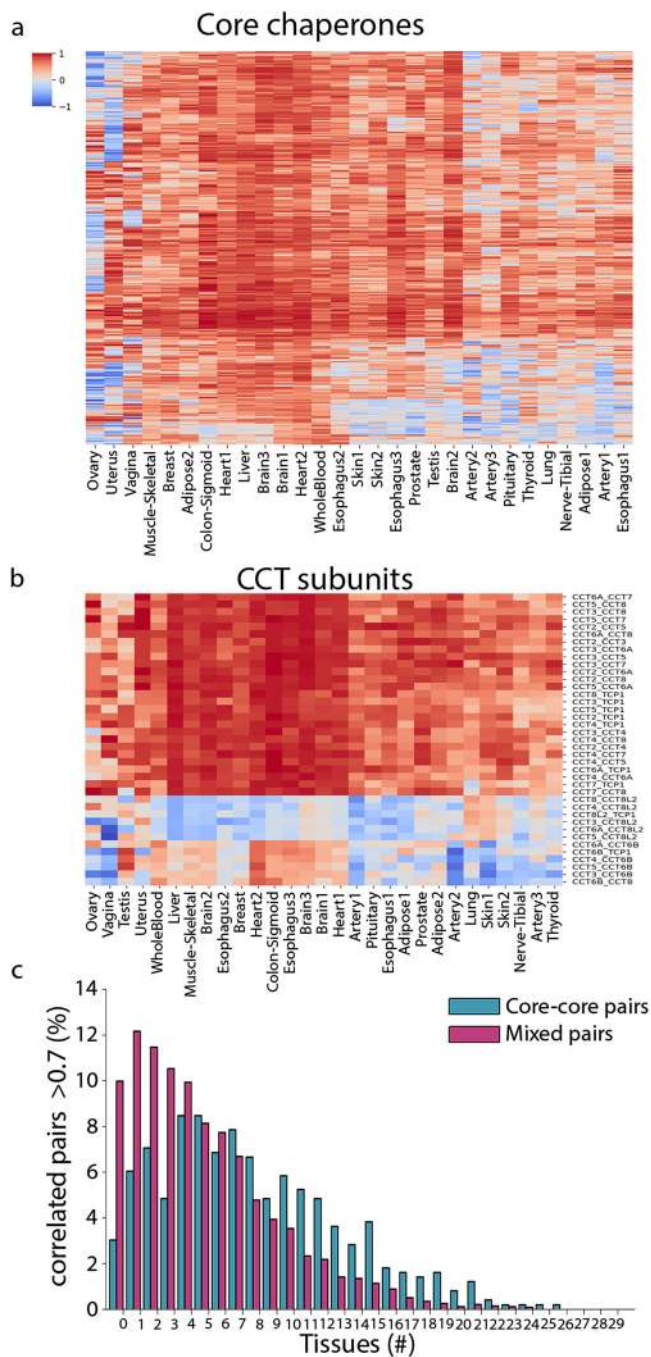 a
Core chaperones
1
0
−1
Ovary
Uterus
Vagina
Muscle-Skeletal
Breast
Adipose2
Colon-Sigmoid
Heart1
Liver
Brain3
Brain1
Heart2
WholeBlood
Esophagus2
Skin1
Skin2
Esophagus3
Prostate
Testis
Brain2
Artery2
Artery3
Pituitary
Thyroid
Lung
Nerve-Tibial
Adipose1
Artery1
Esophagus1
b
CCT subunits
CCT6A_CCT7
CCT5_CCT8
CCT3_CCT8
CCT5_CCT7
CCT2_CCT5
CCT6A_CCT8
CCT2_CCT3
CCT3_CCT6A
CCT3_CCT5
CCT3_CCT7
CCT2_CCT6A
CCT2_CCT8
CCT5_CCT6A
CCT8_TCP1
CCT3_TCP1
CCT5_TCP1
CCT2_TCP1
CCT4_TCP1
CCT3_CCT4
CCT4_CCT8
CCT2_CCT4
CCT4_CCT7
CCT4_CCT5
CCT6A_TCP1
CCT4_CCT6A
CCT7_TCP1
CCT7_CCT8
CCT8_CCT8L2
CCT4_CCT8L2
CCT8L2_TCP1
CCT3_CCT8L2
CCT6A_CCT8L2
CCT5_CCT8L2
CCT6A_CCT6B
CCT6B_TCP1
CCT4_CCT6B
CCT5_CCT6B
CCT3_CCT6B
CCT6B_CCT8
Ovary
Vagina
Testis
Uterus
WholeBlood
Liver
Muscle-Skeletal
Brain2
Esophagus2
Breast
Heart2
Colon-Sigmoid
Esophagus3
Brain3
Brain1
Heart1
Artery1
Pituitary
Esophagus1
Adipose1
Prostate
Adipose2
Artery2
Lung
Skin1
Skin2
Nerve-Tibial
Artery3
Thyroid
c
Core-core pairs
Mixed pairs
correlated pairs >0.7 (%)
14
12
10
8
6
4
2
0
0 1 2 3 4 5 6 7 8 9 10 11 12 13 14 15 16 17 18 19 20 21 22 23 24 25 26 27 28 29
Tissues (#)